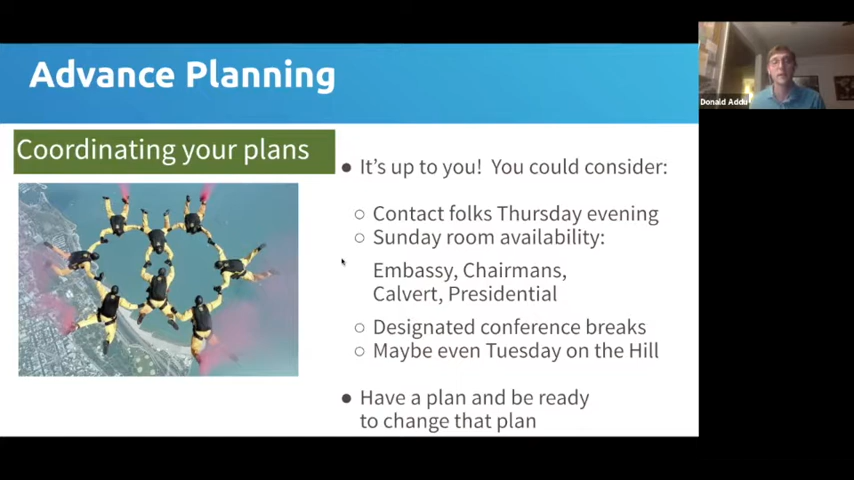 Advance Planning
Coordinating your plans
● It's up to you! You could consider:
○ Contact folks Thursday evening
○ Sunday room availability:
Embassy, Chairmans,
Calvert, Presidential
○ Designated conference breaks
○ Maybe even Tuesday on the Hill
● Have a plan and be ready
to change that plan
Donald Addu